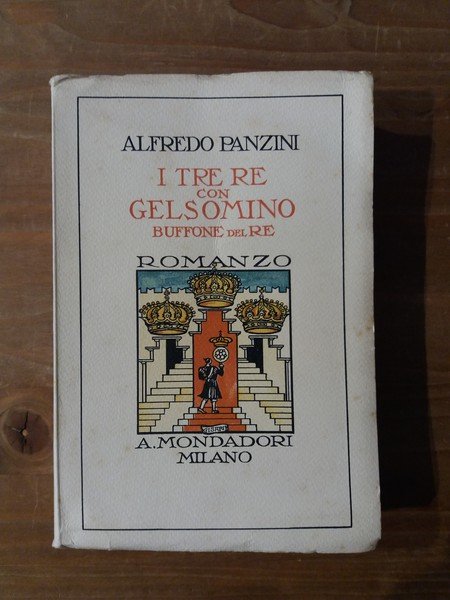 ALFREDO PANZINI
I TRE RE
CON
GELSOMINO
BUFFONE DEL RE
ROMANZO
A. MONDADORI
MILANO